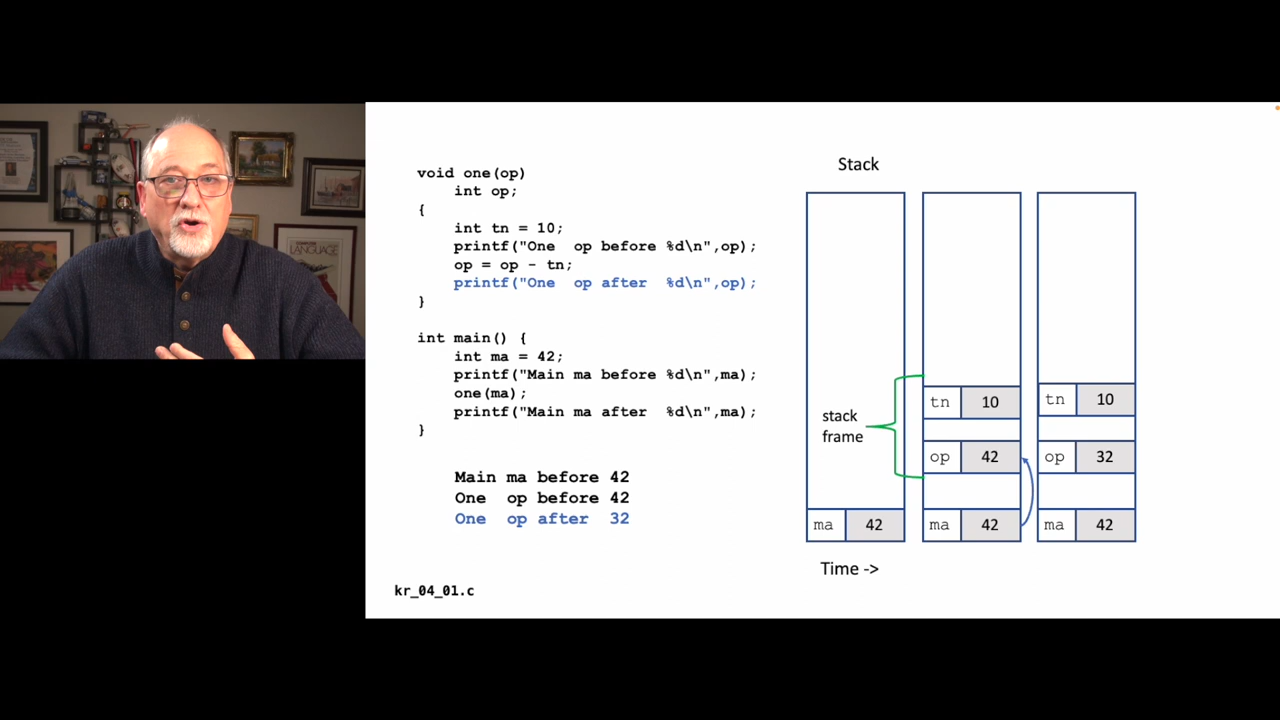 void one(op)
int op;
{
int tn = 10;
printf("One  op before %d\n",op);
op = op - tn;
printf("One  op after  %d\n",op);
}
int main() {
int ma = 42;
printf("Main ma before %d\n",ma);
one(ma);
printf("Main ma after  %d\n",ma);
}
Main ma before 42
One  op before 42
One  op after  32
kr_04_01.c
Stack
stack
frame
ma 42
tn 10
op 42
ma 42
tn 10
op 32
ma 42
Time ->
LANGUAGE